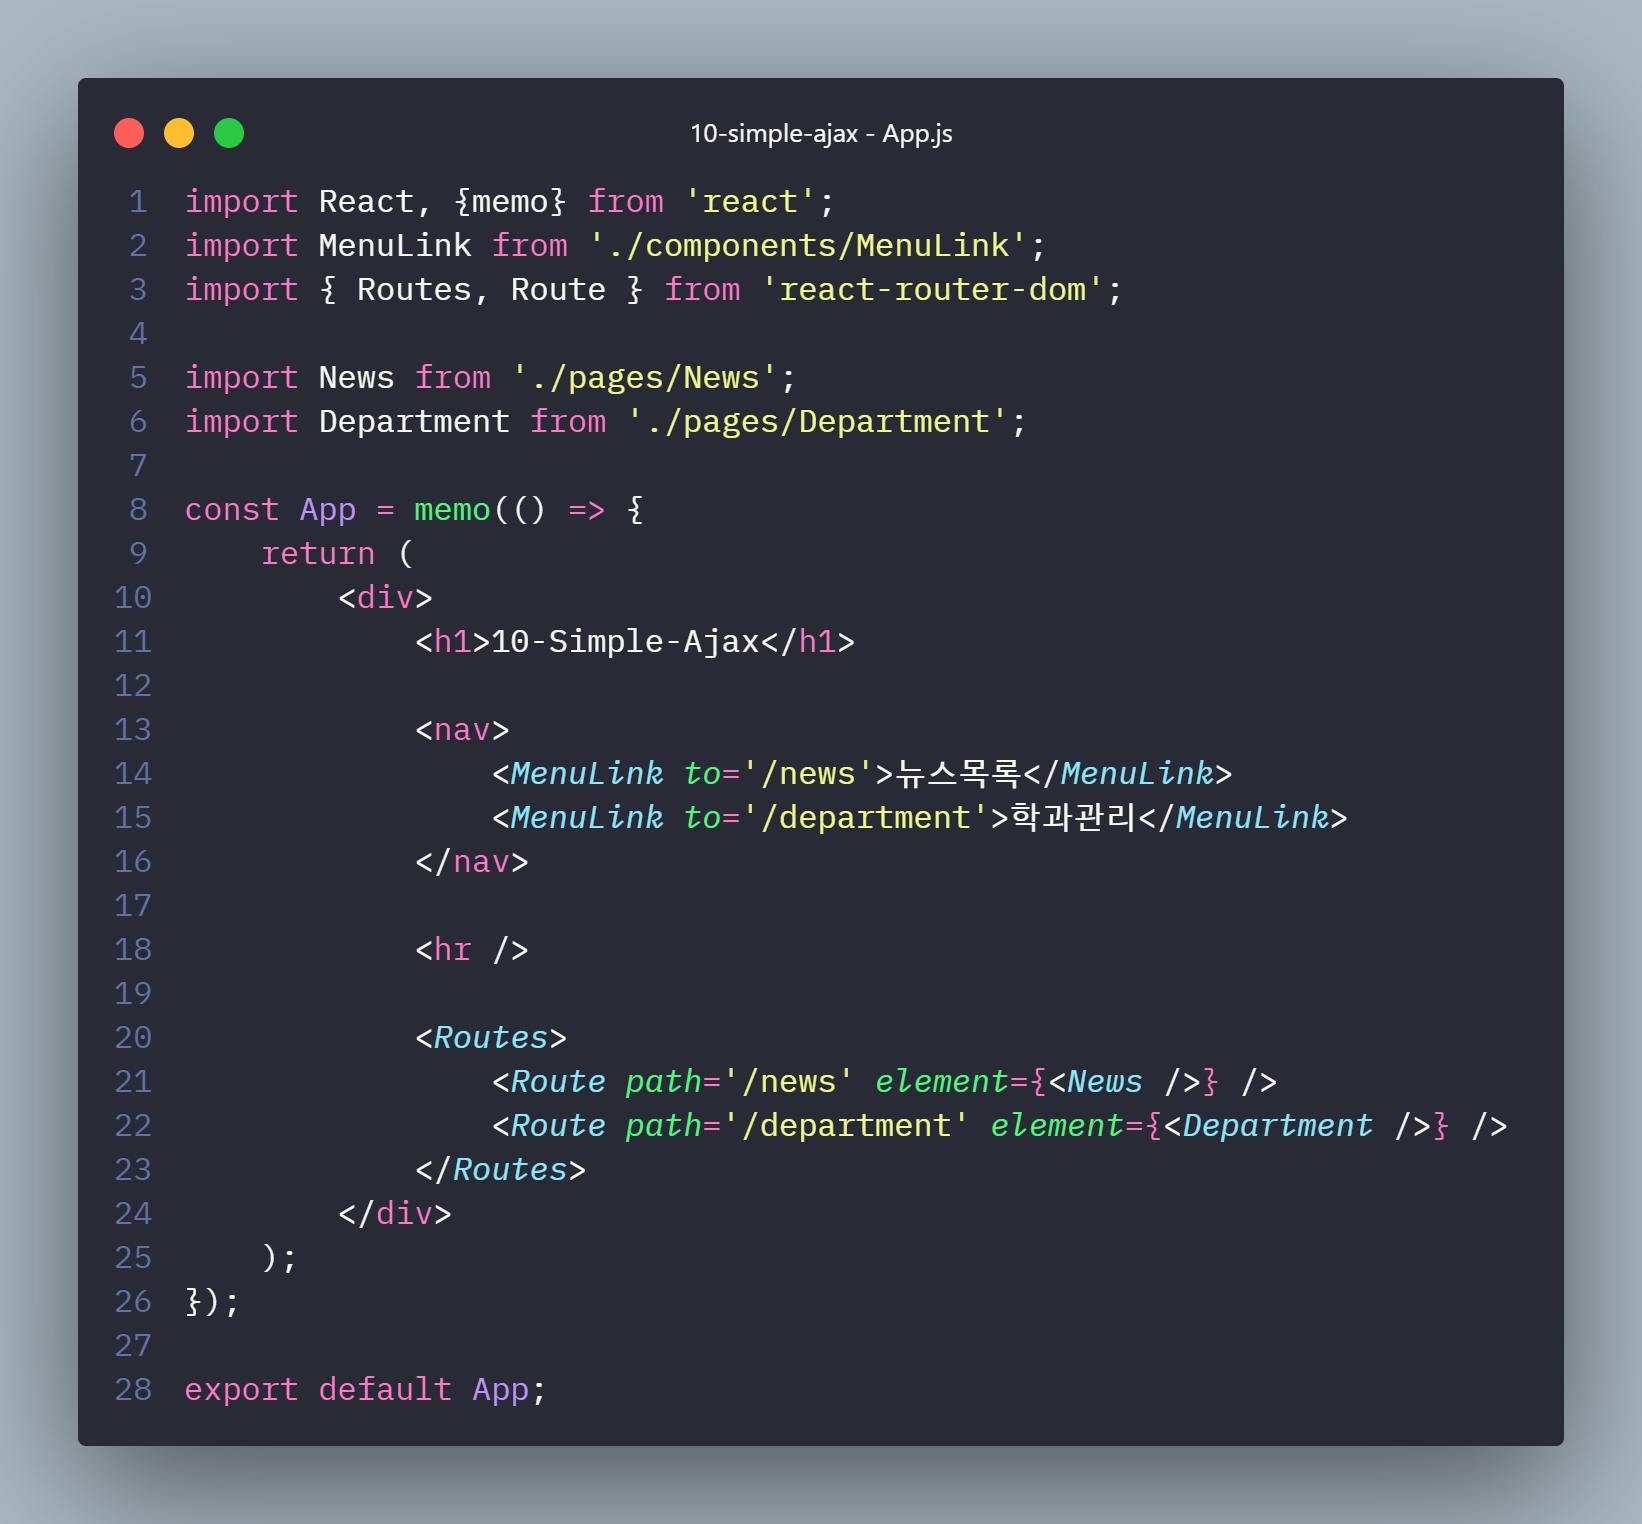 10-simple-ajax - App.js
1 import React, {memo} from 'react';
2 import MenuLink from './components/MenuLink';
3 import { Routes, Route } from 'react-router-dom';
4
5 import News from './pages/News';
6 import Department from './pages/Department';
7
8 const App = memo(() => {
9     return (
10         <div>
11             <h1>10-Simple-Ajax</h1>
12
13             <nav>
14                 <MenuLink to='/news'>뉴스목록</MenuLink>
15                 <MenuLink to='/department'>학과관리</MenuLink>
16             </nav>
17
18             <hr />
19
20             <Routes>
21                 <Route path='/news' element={<News />} />
22                 <Route path='/department' element={<Department />} />
23             </Routes>
24         </div>
25     );
26 });
27
28 export default App;